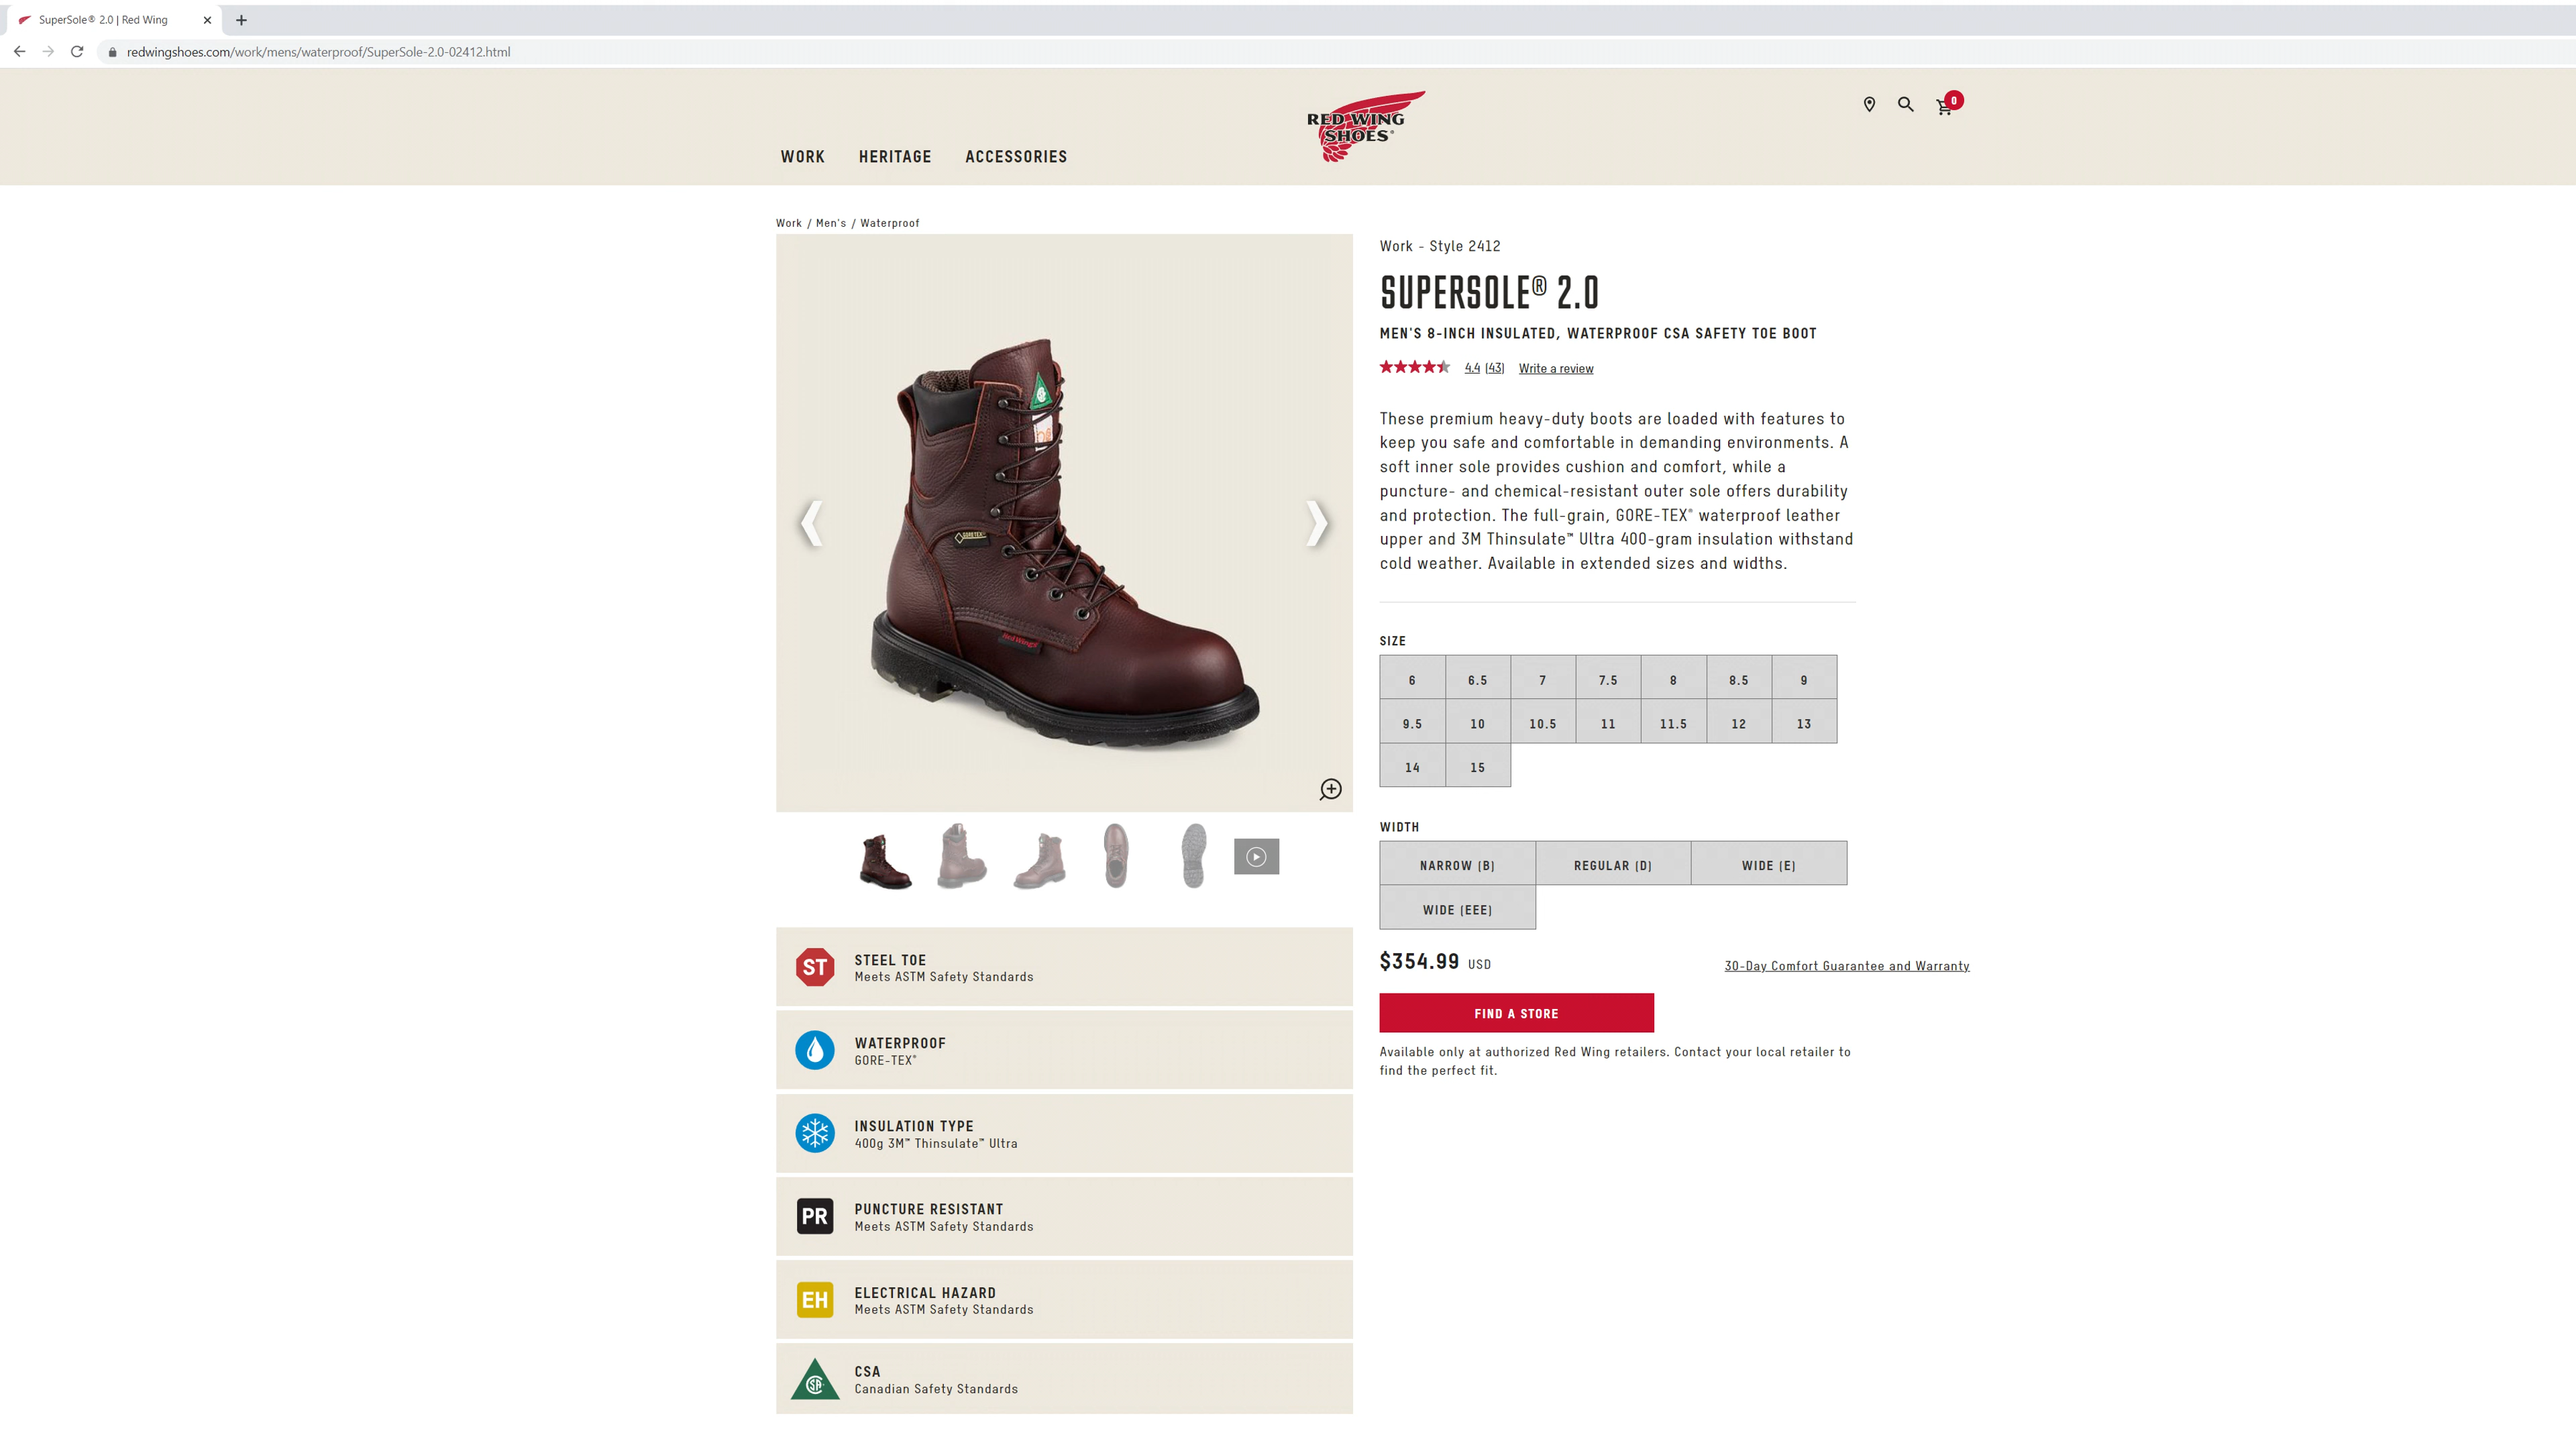 SuperSole® 2.0 | Red Wing
redwingshoes.com/work/mens/waterproof/SuperSole-2.0-02412.html
RED WING
SHOES®
0
WORK HERITAGE ACCESSORIES
Work / Men's / Waterproof
GORE-TEX
Red Wings
ST
STEEL TOE
Meets ASTM Safety Standards
WATERPROOF
GORE-TEX®
INSULATION TYPE
400g 3M™ Thinsulate™ Ultra
PR
PUNCTURE RESISTANT
Meets ASTM Safety Standards
EH
ELECTRICAL HAZARD
Meets ASTM Safety Standards
CSA
Canadian Safety Standards
Work - Style 2412
SUPERSOLE® 2.0
MEN'S 8-INCH INSULATED, WATERPROOF CSA SAFETY TOE BOOT
4.4 (43) Write a review
These premium heavy-duty boots are loaded with features to
keep you safe and comfortable in demanding environments. A
soft inner sole provides cushion and comfort, while a
puncture- and chemical-resistant outer sole offers durability
and protection. The full-grain, GORE-TEX® waterproof leather
upper and 3M Thinsulate™ Ultra 400-gram insulation withstand
cold weather. Available in extended sizes and widths.
SIZE
6 6.5 7 7.5 8 8.5 9
9.5 10 10.5 11 11.5 12 13
14 15
WIDTH
NARROW (B) REGULAR (D) WIDE (E)
WIDE (EEE)
$354.99 USD
30-Day Comfort Guarantee and Warranty
FIND A STORE
Available only at authorized Red Wing retailers. Contact your local retailer to
find the perfect fit.